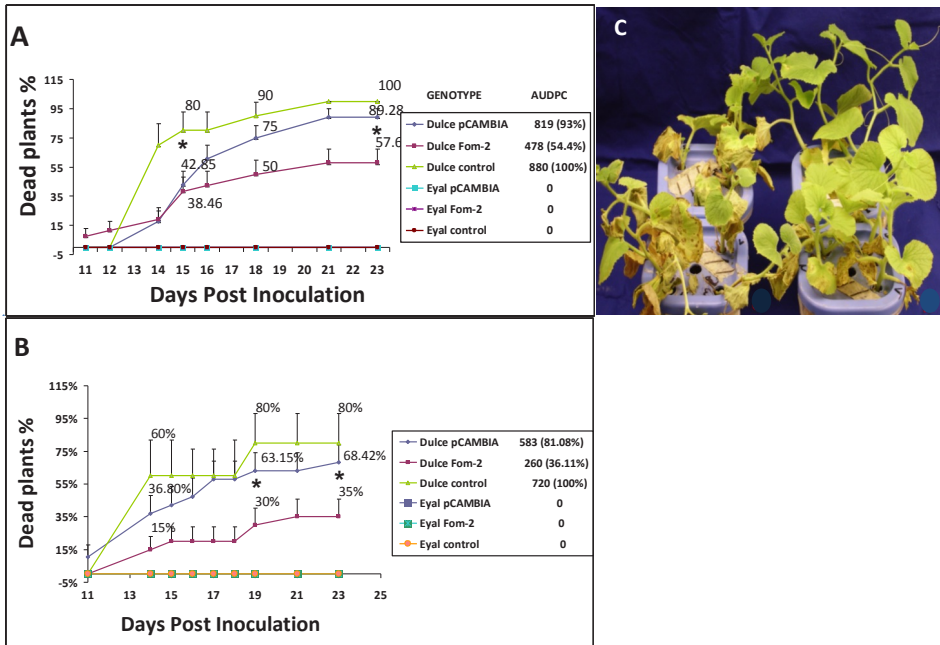 A
Dead plants %
115
95
75
55
35
15
-5
11 12 13 14 15 16 17 18 19 20 21 22 23
Days Post Inoculation
80
90
100
75
89.28
57.6
42.85
50
38.46
*
*
GENOTYPE AUDPC
Dulce pCAMBIA 819 (93%)
Dulce Fom-2 478 (54.4%)
Dulce control 880 (100%)
Eyal pCAMBIA 0
Eyal Fom-2 0
Eyal control 0
B
Dead plants %
115%
95%
75%
55%
35%
15%
-5%
11 13 15 17 19 21 23 25
Days Post Inoculation
60%
80%
80%
63.15%
68.42%
36.80%
30%
35%
15%
*
*
Dulce pCAMBIA 583 (81.08%)
Dulce Fom-2 260 (36.11%)
Dulce control 720 (100%)
Eyal pCAMBIA 0
Eyal Fom-2 0
Eyal control 0
C